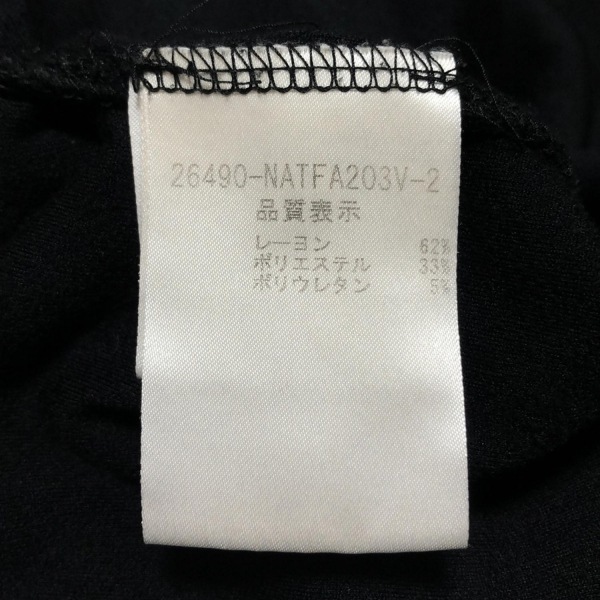 26490-NATFA203V-2
品質表示
レーヨン 62%
ポリエステル 33%
ポリウレタン 5%